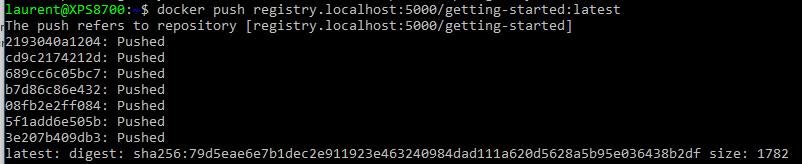 laurent@XPS8700:~$ docker push registry.localhost:5000/getting-started:latest
The push refers to repository [registry.localhost:5000/getting-started]
2193040a1204: Pushed
cd9c2174212d: Pushed
689cc6c05bc7: Pushed
b7d86c86e432: Pushed
08fb2e2ff084: Pushed
5f1add6e505b: Pushed
3e207b409db3: Pushed
latest: digest: sha256:79d5eae6e7b1dec2e911923e463240984dad111a620d5628a5b95e036438b2df size: 1782